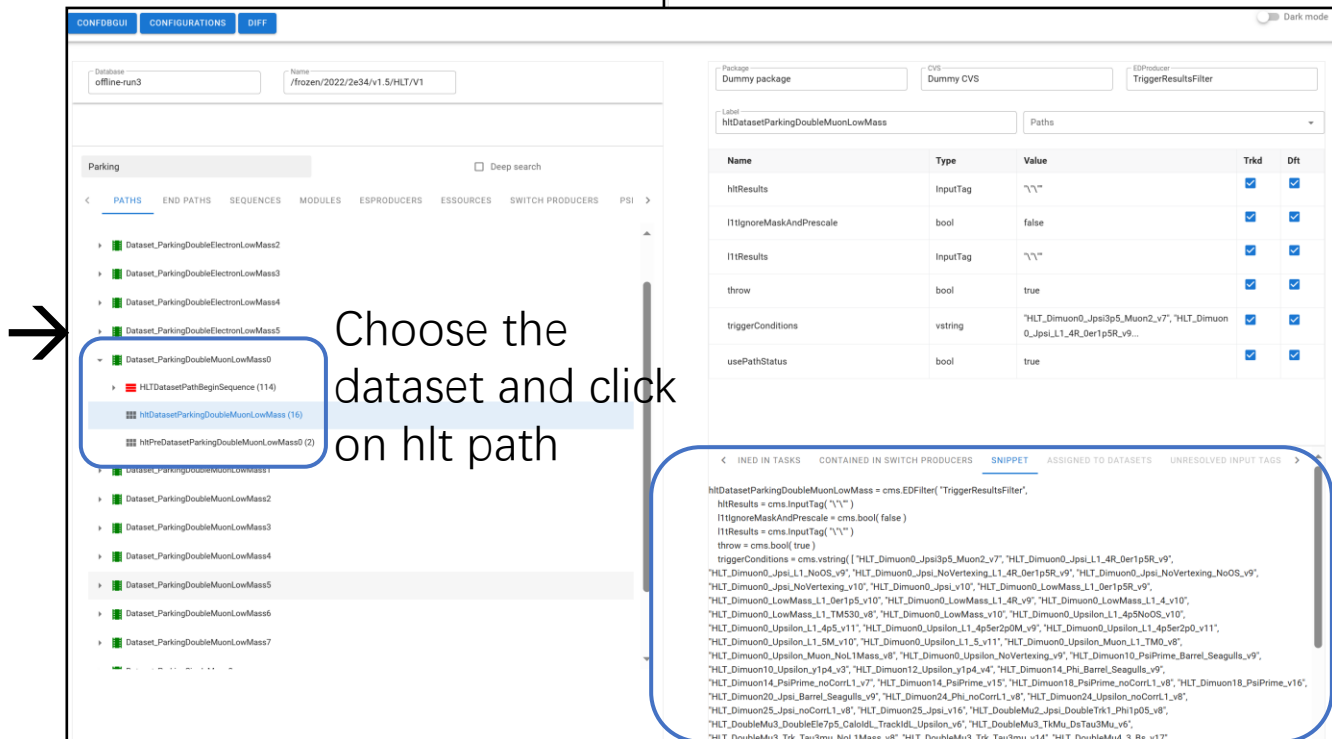 CONFDBGUI CONFIGURATIONS DIFF
Dark mode
Database
offline-run3
Name
/frozen/2022/2e34/v1.5/HLT/V1
Parking
Deep search
PATHS END PATHS SEQUENCES MODULES ESPRODUCERS ESSOURCES SWITCH PRODUCERS PSI
Dataset_ParkingDoubleElectronLowMass2
Dataset_ParkingDoubleElectronLowMass3
Dataset_ParkingDoubleElectronLowMass4
Dataset_ParkingDoubleElectronLowMass5
Dataset_ParkingDoubleMuonLowMass0
HLTDatasetPathBeginSequence (114)
hltDatasetParkingDoubleMuonLowMass (16)
hltPreDatasetParkingDoubleMuonLowMass0 (2)
Dataset_ParkingDoubleMuonLowMass1
Dataset_ParkingDoubleMuonLowMass2
Dataset_ParkingDoubleMuonLowMass3
Dataset_ParkingDoubleMuonLowMass4
Dataset_ParkingDoubleMuonLowMass5
Dataset_ParkingDoubleMuonLowMass6
Dataset_ParkingDoubleMuonLowMass7
Choose the
dataset and click
on hlt path
Package
Dummy package
CVS
Dummy CVS
EDProducer
TriggerResultsFilter
Label
hltDatasetParkingDoubleMuonLowMass
Paths
Name Type Value Trkd Dft
hltResults InputTag "\"\""
l1tIgnoreMaskAndPrescale bool false
l1tResults InputTag "\"\""
throw bool true
triggerConditions vstring "HLT_Dimuon0_Jpsi3p5_Muon2_v7", "HLT_Dimuon
0_Jpsi_L1_4R_0er1p5R_v9...
usePathStatus bool true
INED IN TASKS CONTAINED IN SWITCH PRODUCERS SNIPPET ASSIGNED TO DATASETS UNRESOLVED INPUT TAGS
hltDatasetParkingDoubleMuonLowMass = cms.EDFilter( "TriggerResultsFilter",
hltResults = cms.InputTag( "\"\"" )
l1tIgnoreMaskAndPrescale = cms.bool( false )
l1tResults = cms.InputTag( "\"\"" )
throw = cms.bool( true )
triggerConditions = cms.vstring( [ "HLT_Dimuon0_Jpsi3p5_Muon2_v7", "HLT_Dimuon0_Jpsi_L1_4R_0er1p5R_v9",
"HLT_Dimuon0_Jpsi_L1_NoOS_v9", "HLT_Dimuon0_Jpsi_NoVertexing_L1_4R_0er1p5R_v9", "HLT_Dimuon0_Jpsi_NoVertexing_NoOS_v9",
"HLT_Dimuon0_Jpsi_NoVertexing_v10", "HLT_Dimuon0_Jpsi_v10", "HLT_Dimuon0_LowMass_L1_0er1p5R_v9",
"HLT_Dimuon0_LowMass_L1_0er1p5_v10", "HLT_Dimuon0_LowMass_L1_4R_v9", "HLT_Dimuon0_LowMass_L1_4_v10",
"HLT_Dimuon0_LowMass_L1_TM530_v8", "HLT_Dimuon0_LowMass_v10", "HLT_Dimuon0_Upsilon_L1_4p5NoOS_v10",
"HLT_Dimuon0_Upsilon_L1_4p5_v11", "HLT_Dimuon0_Upsilon_L1_4p5er2p0M_v9", "HLT_Dimuon0_Upsilon_L1_4p5er2p0_v11",
"HLT_Dimuon0_Upsilon_L1_5M_v10", "HLT_Dimuon0_Upsilon_L1_5_v11", "HLT_Dimuon0_Upsilon_Muon_L1_TM0_v8",
"HLT_Dimuon0_Upsilon_Muon_NoL1Mass_v8", "HLT_Dimuon0_Upsilon_NoVertexing_v9", "HLT_Dimuon10_PsiPrime_Barrel_Seagulls_v9",
"HLT_Dimuon10_Upsilon_y1p4_v3", "HLT_Dimuon12_Upsilon_y1p4_v4", "HLT_Dimuon14_Phi_Barrel_Seagulls_v9",
"HLT_Dimuon14_PsiPrime_noCorrL1_v7", "HLT_Dimuon14_PsiPrime_v15", "HLT_Dimuon18_PsiPrime_noCorrL1_v8", "HLT_Dimuon18_PsiPrime_v16",
"HLT_Dimuon20_Jpsi_Barrel_Seagulls_v9", "HLT_Dimuon24_Phi_noCorrL1_v8", "HLT_Dimuon24_Upsilon_noCorrL1_v8",
"HLT_Dimuon25_Jpsi_noCorrL1_v8", "HLT_Dimuon25_Jpsi_v16", "HLT_DoubleMu2_Jpsi_DoubleTrk1_Phi1p05_v8",
"HLT_DoubleMu3_DoubleEle7p5_CaloIdL_TrackIdL_Upsilon_v6", "HLT_DoubleMu3_TkMu_DsTau3Mu_v6",
"HLT_DoubleMu3_Trk_Tau3mu_NoL1Mass_v8", "HLT_DoubleMu3_Trk_Tau3mu_v14", "HLT_DoubleMu4_3_Bs_v17",